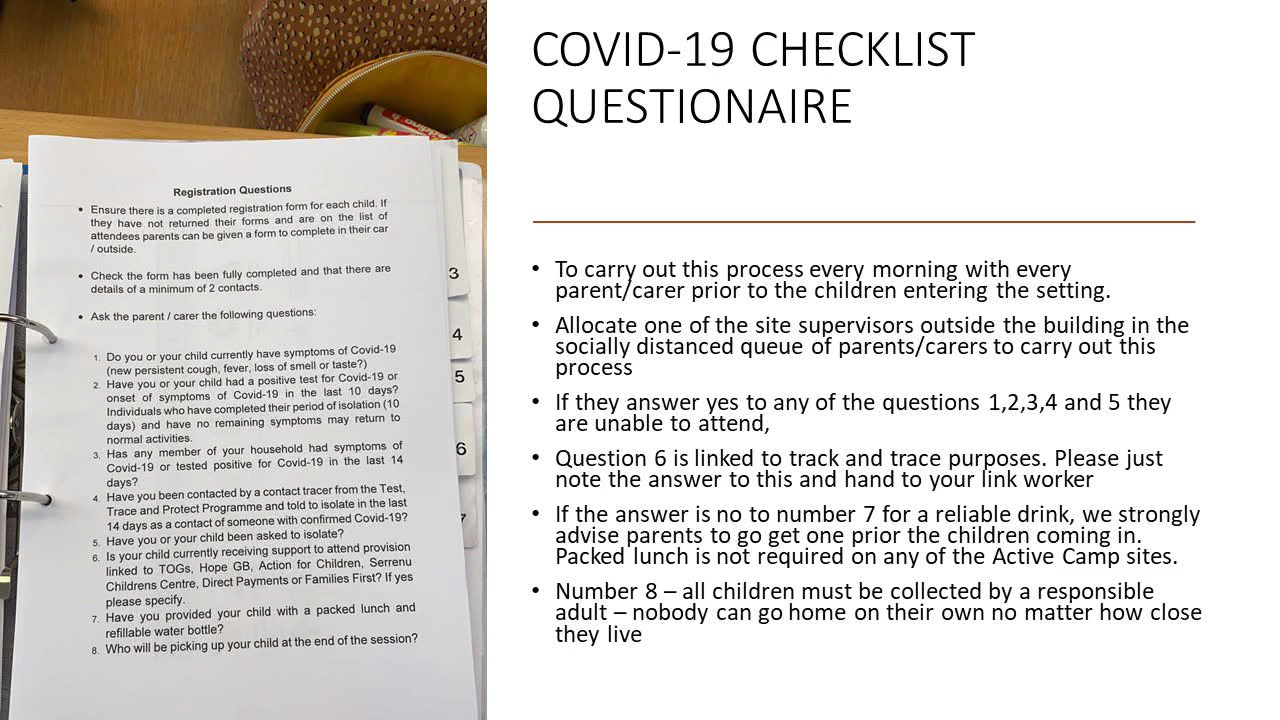 Registration Questions
• Ensure there is a completed registration form for each child. If
they have not returned their forms and are on the list of
attendees parents can be given a form to complete in their car
/ outside.
• Check the form has been fully completed and that there are
details of a minimum of 2 contacts.
• Ask the parent / carer the following questions:
1. Do you or your child currently have symptoms of Covid-19
(new persistent cough, fever, loss of smell or taste?)
2. Have you or your child had a positive test for Covid-19 or
onset of symptoms of Covid-19 in the last 10 days?
Individuals who have completed their period of isolation (10
days) and have no remaining symptoms may return to
normal activities.
3. Has any member of your household had symptoms of
Covid-19 or tested positive for Covid-19 in the last 14
days?
4. Have you been contacted by a contact tracer from the Test,
Trace and Protect Programme and told to isolate in the last
14 days as a contact of someone with confirmed Covid-19?
5. Have you or your child been asked to isolate?
6. Is your child currently receiving support to attend provision
linked to TOGs, Hope GB, Action for Children, Serrenu
Childrens Centre, Direct Payments or Families First? If yes
please specify.
7. Have you provided your child with a packed lunch and
refillable water bottle?
8. Who will be picking up your child at the end of the session?
3
4
5
6
7
COVID-19 CHECKLIST
QUESTIONAIRE
• To carry out this process every morning with every
parent/carer prior to the children entering the setting.
• Allocate one of the site supervisors outside the building in the
socially distanced queue of parents/carers to carry out this
process
• If they answer yes to any of the questions 1,2,3,4 and 5 they
are unable to attend,
• Question 6 is linked to track and trace purposes. Please just
note the answer to this and hand to your link worker
• If the answer is no to number 7 for a reliable drink, we strongly
advise parents to go get one prior the children coming in.
Packed lunch is not required on any of the Active Camp sites.
• Number 8 – all children must be collected by a responsible
adult – nobody can go home on their own no matter how close
they live